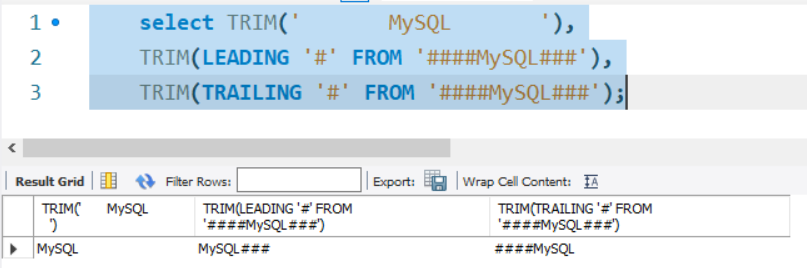 1 select TRIM('        MySQL        '),
2 TRIM(LEADING '#' FROM '####MySQL###'),
3 TRIM(TRAILING '#' FROM '####MySQL###');
Result Grid Filter Rows: Export: Wrap Cell Content: IA
TRIM('        MySQL        ') TRIM(LEADING '#' FROM '####MySQL###') TRIM(TRAILING '#' FROM '####MySQL###')
MySQL MySQL### ####MySQL